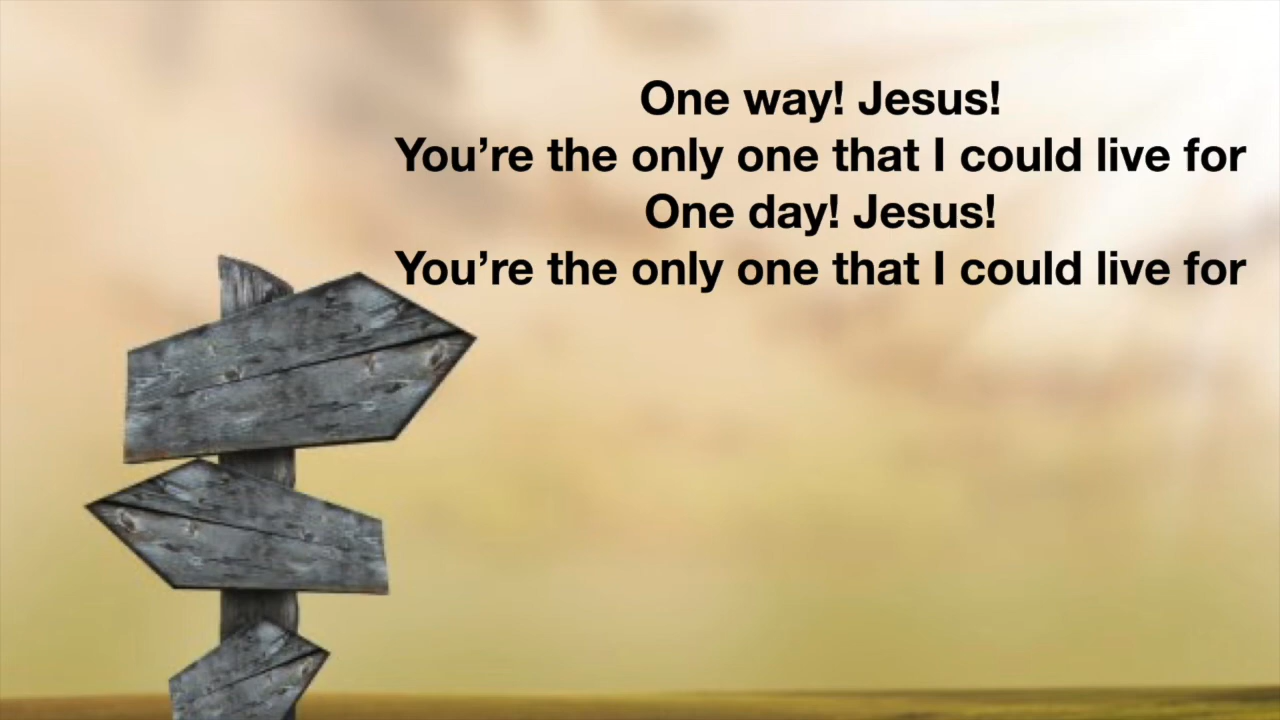 One way! Jesus!
You’re the only one that I could live for
One day! Jesus!
You’re the only one that I could live for